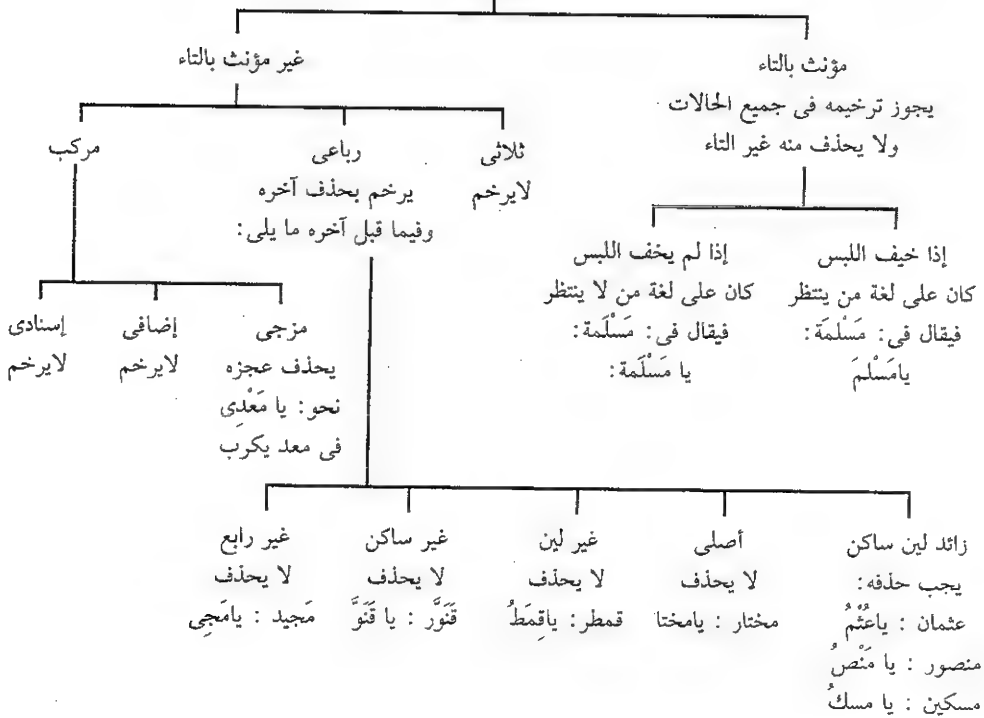 مؤنث بالتاء
يجوز ترخيمه فى جميع الحالات
ولا يحذف منه غير التاء
إذا خيف اللبس
كان على لغة من ينتظر
فيقال فى: مَسْلمَة:
يامَسْلمَ
إذا لم يخف اللبس
كان على لغة من لا ينتظر
فيقال فى: مَسْلَمة:
يا مَسْلَمة:
غير مؤنث بالتاء
ثلاثى
لايرخم
رباعى
يرخم بحذف آخره
وفيما قبل آخره ما يلى:
مركب
مزجى
يحذف عجزه
نحو: يا مَعْدِى
فى معد يكرب
إضافى
لايرخم
إسنادى
لايرخم
زائد لين ساكن
يجب حذفه:
عثمان : ياعُثْمُ
منصور : يا مَنْصُ
مسكين : يا مسكُ
أصلى
لا يحذف
مختار : يامختا
غير لين
لا يحذف
قمطر: ياقِمَطُ
غير ساكن
لا يحذف
قَنَوَّر : يا قَنَوَّ
غير رابع
لا يحذف
مَجيد : يامَجِى